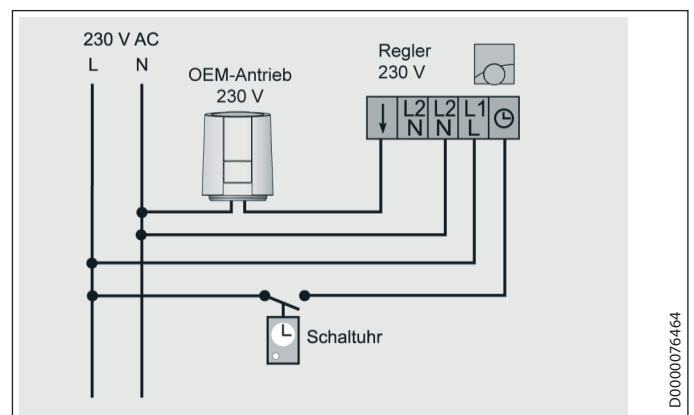 230 V AC
L N
OEM-Antrieb
230 V
Regler
230 V
L2 L2 L1
N N L
Schaltuhr
D0000076464